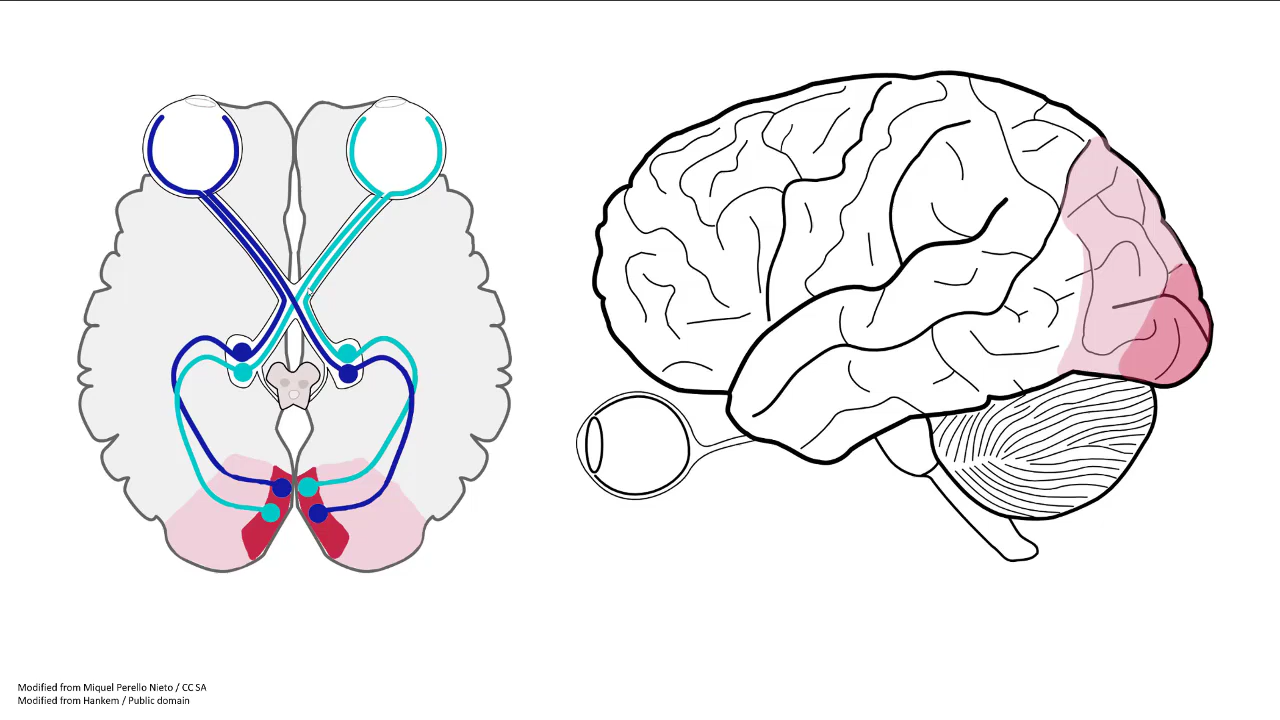 Modified from Miquel Perello Nieto / CC SA
Modified from Hankem / Public domain